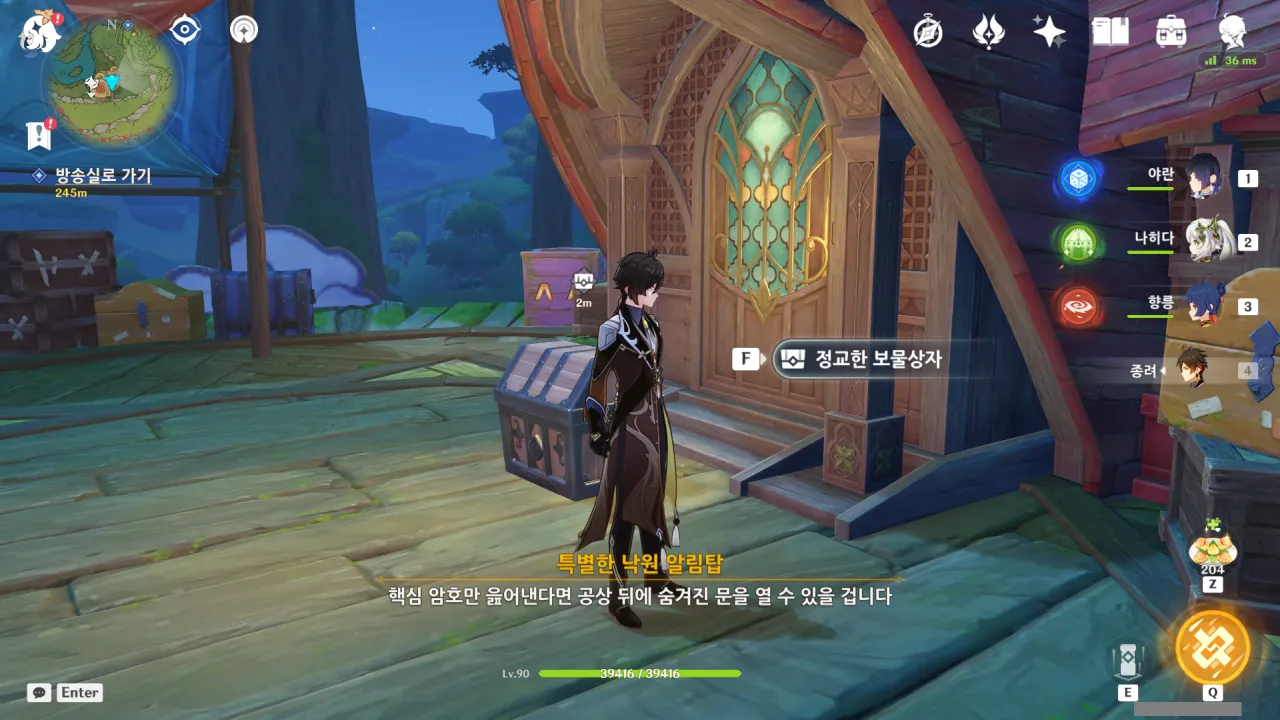 N
36 ms
방송실로 가기
245m
야란
1
나히다
2
향릉
3
종려
4
2m
F
정교한 보물상자
특별한 낙원 알림탑
핵심 암호만 읊어낸다면 공상 뒤에 숨겨진 문을 열 수 있을 겁니다
204
Z
Lv.90
39416 / 39416
E
Q
Enter